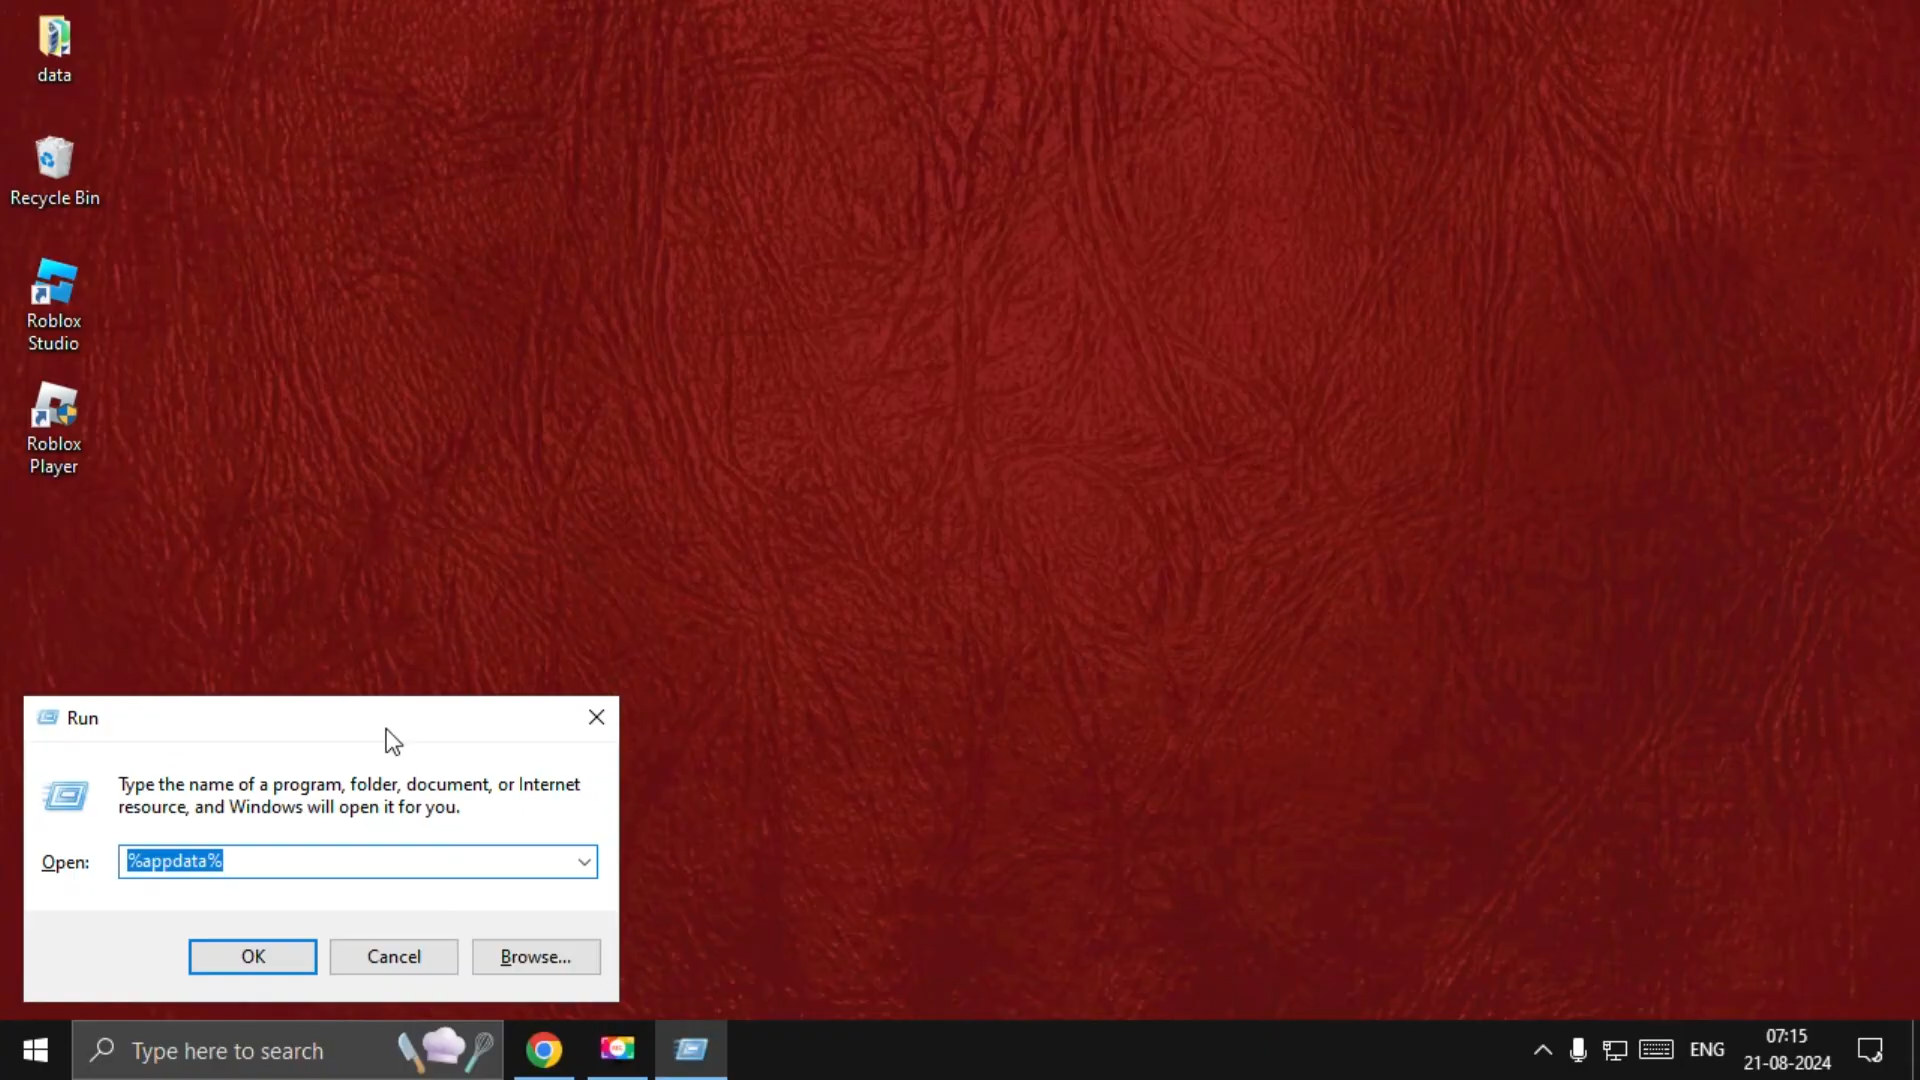 data
Recycle Bin
Roblox
Studio
Roblox
Player
Run
Type the name of a program, folder, document, or Internet
resource, and Windows will open it for you.
Open:
%appdata%
OK
Cancel
Browse...
Type here to search
ENG
07:15
21-08-2024